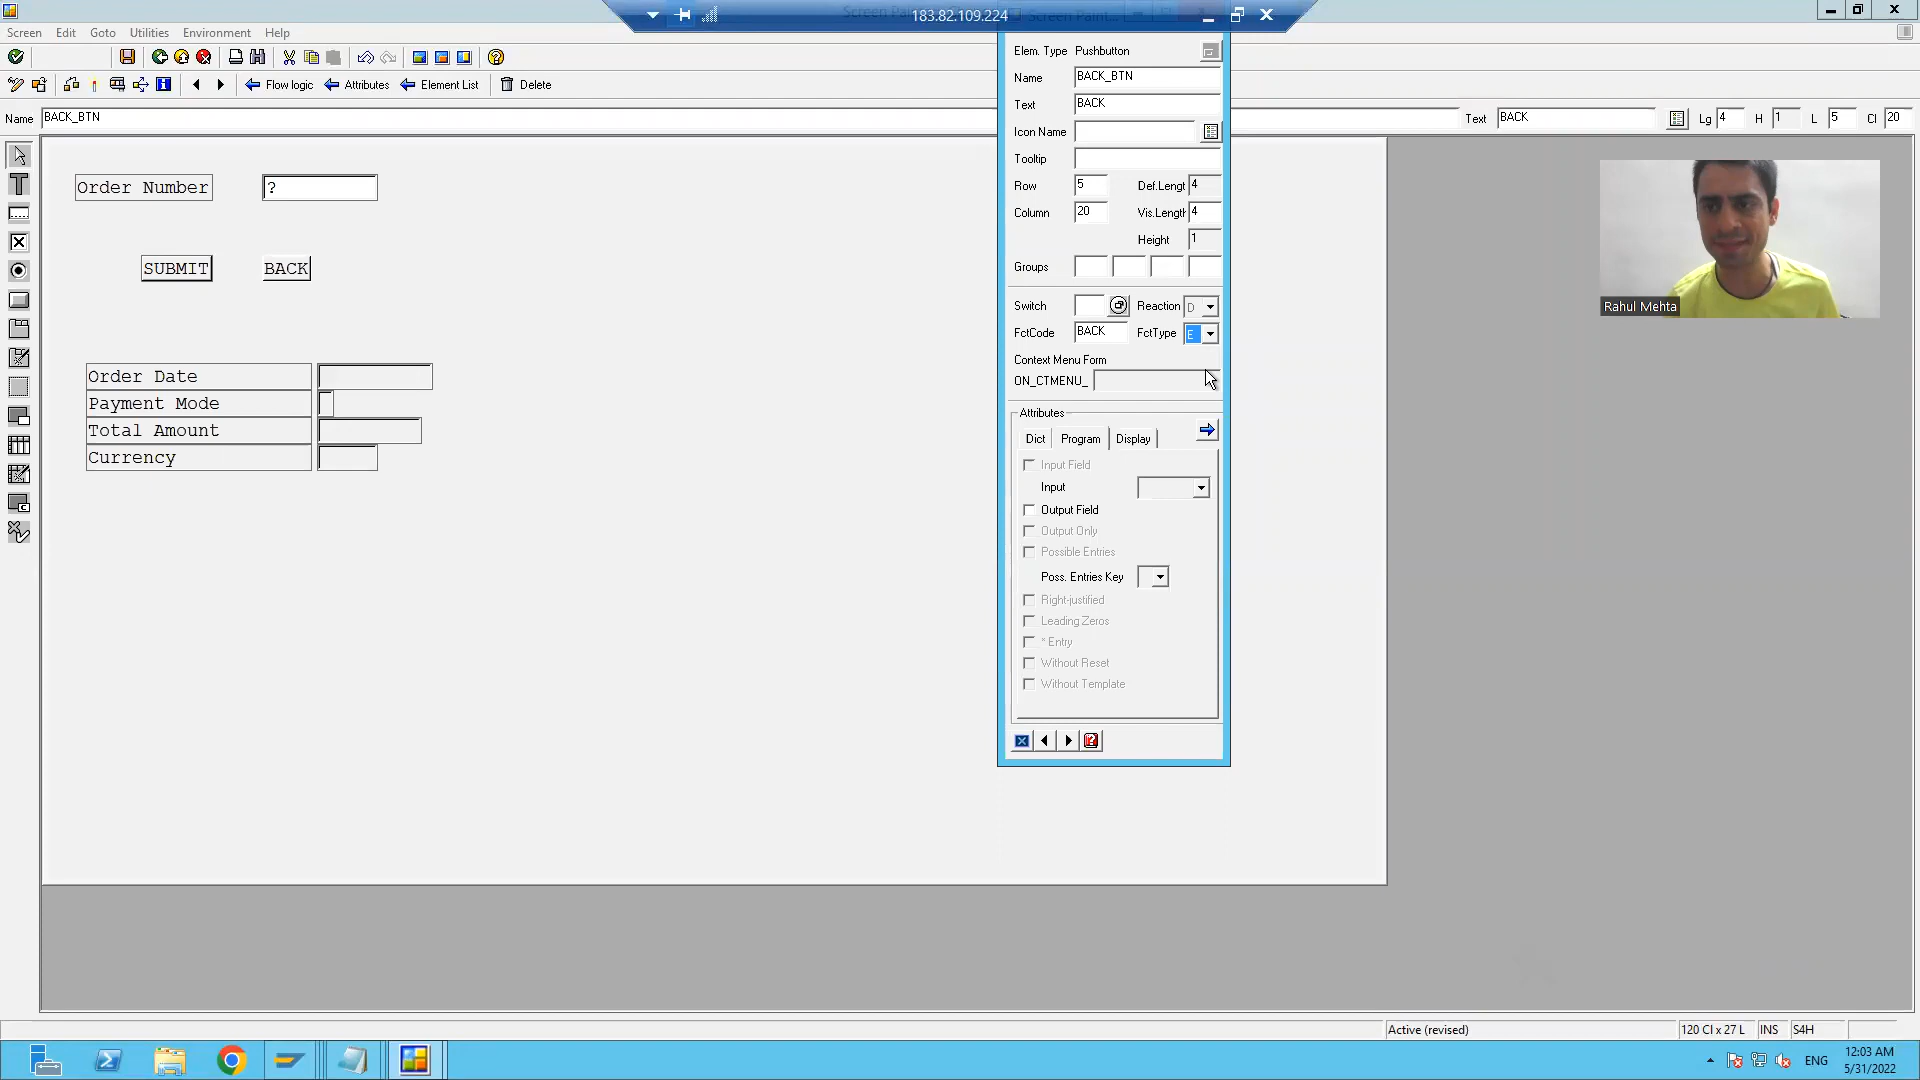 183.82.109.224
Screen Edit Goto Utilities Environment Help
Flow logic Attributes Element List Delete
Name BACK_BTN Text BACK Lg 4 H 1 L 5 Cl 20
Order Number ?
SUBMIT BACK
Order Date
Payment Mode
Total Amount
Currency
Elem. Type Pushbutton
Name BACK_BTN
Text BACK
Icon Name
Tooltip
Row 5 Def.Lengt 4
Column 20 Vis.Lengt 4
Height 1
Groups
Switch Reaction D
FctCode BACK FctType E
Context Menu Form
ON_CTMENU_
Attributes
Dict Program Display
Input Field
Input
Output Field
Output Only
Possible Entries
Poss. Entries Key
Right-justified
Leading Zeros
* Entry
Without Reset
Without Template
Rahul Mehta
Active (revised) 120 Cl x 27 L INS S4H
ENG 12:03 AM
5/31/2022